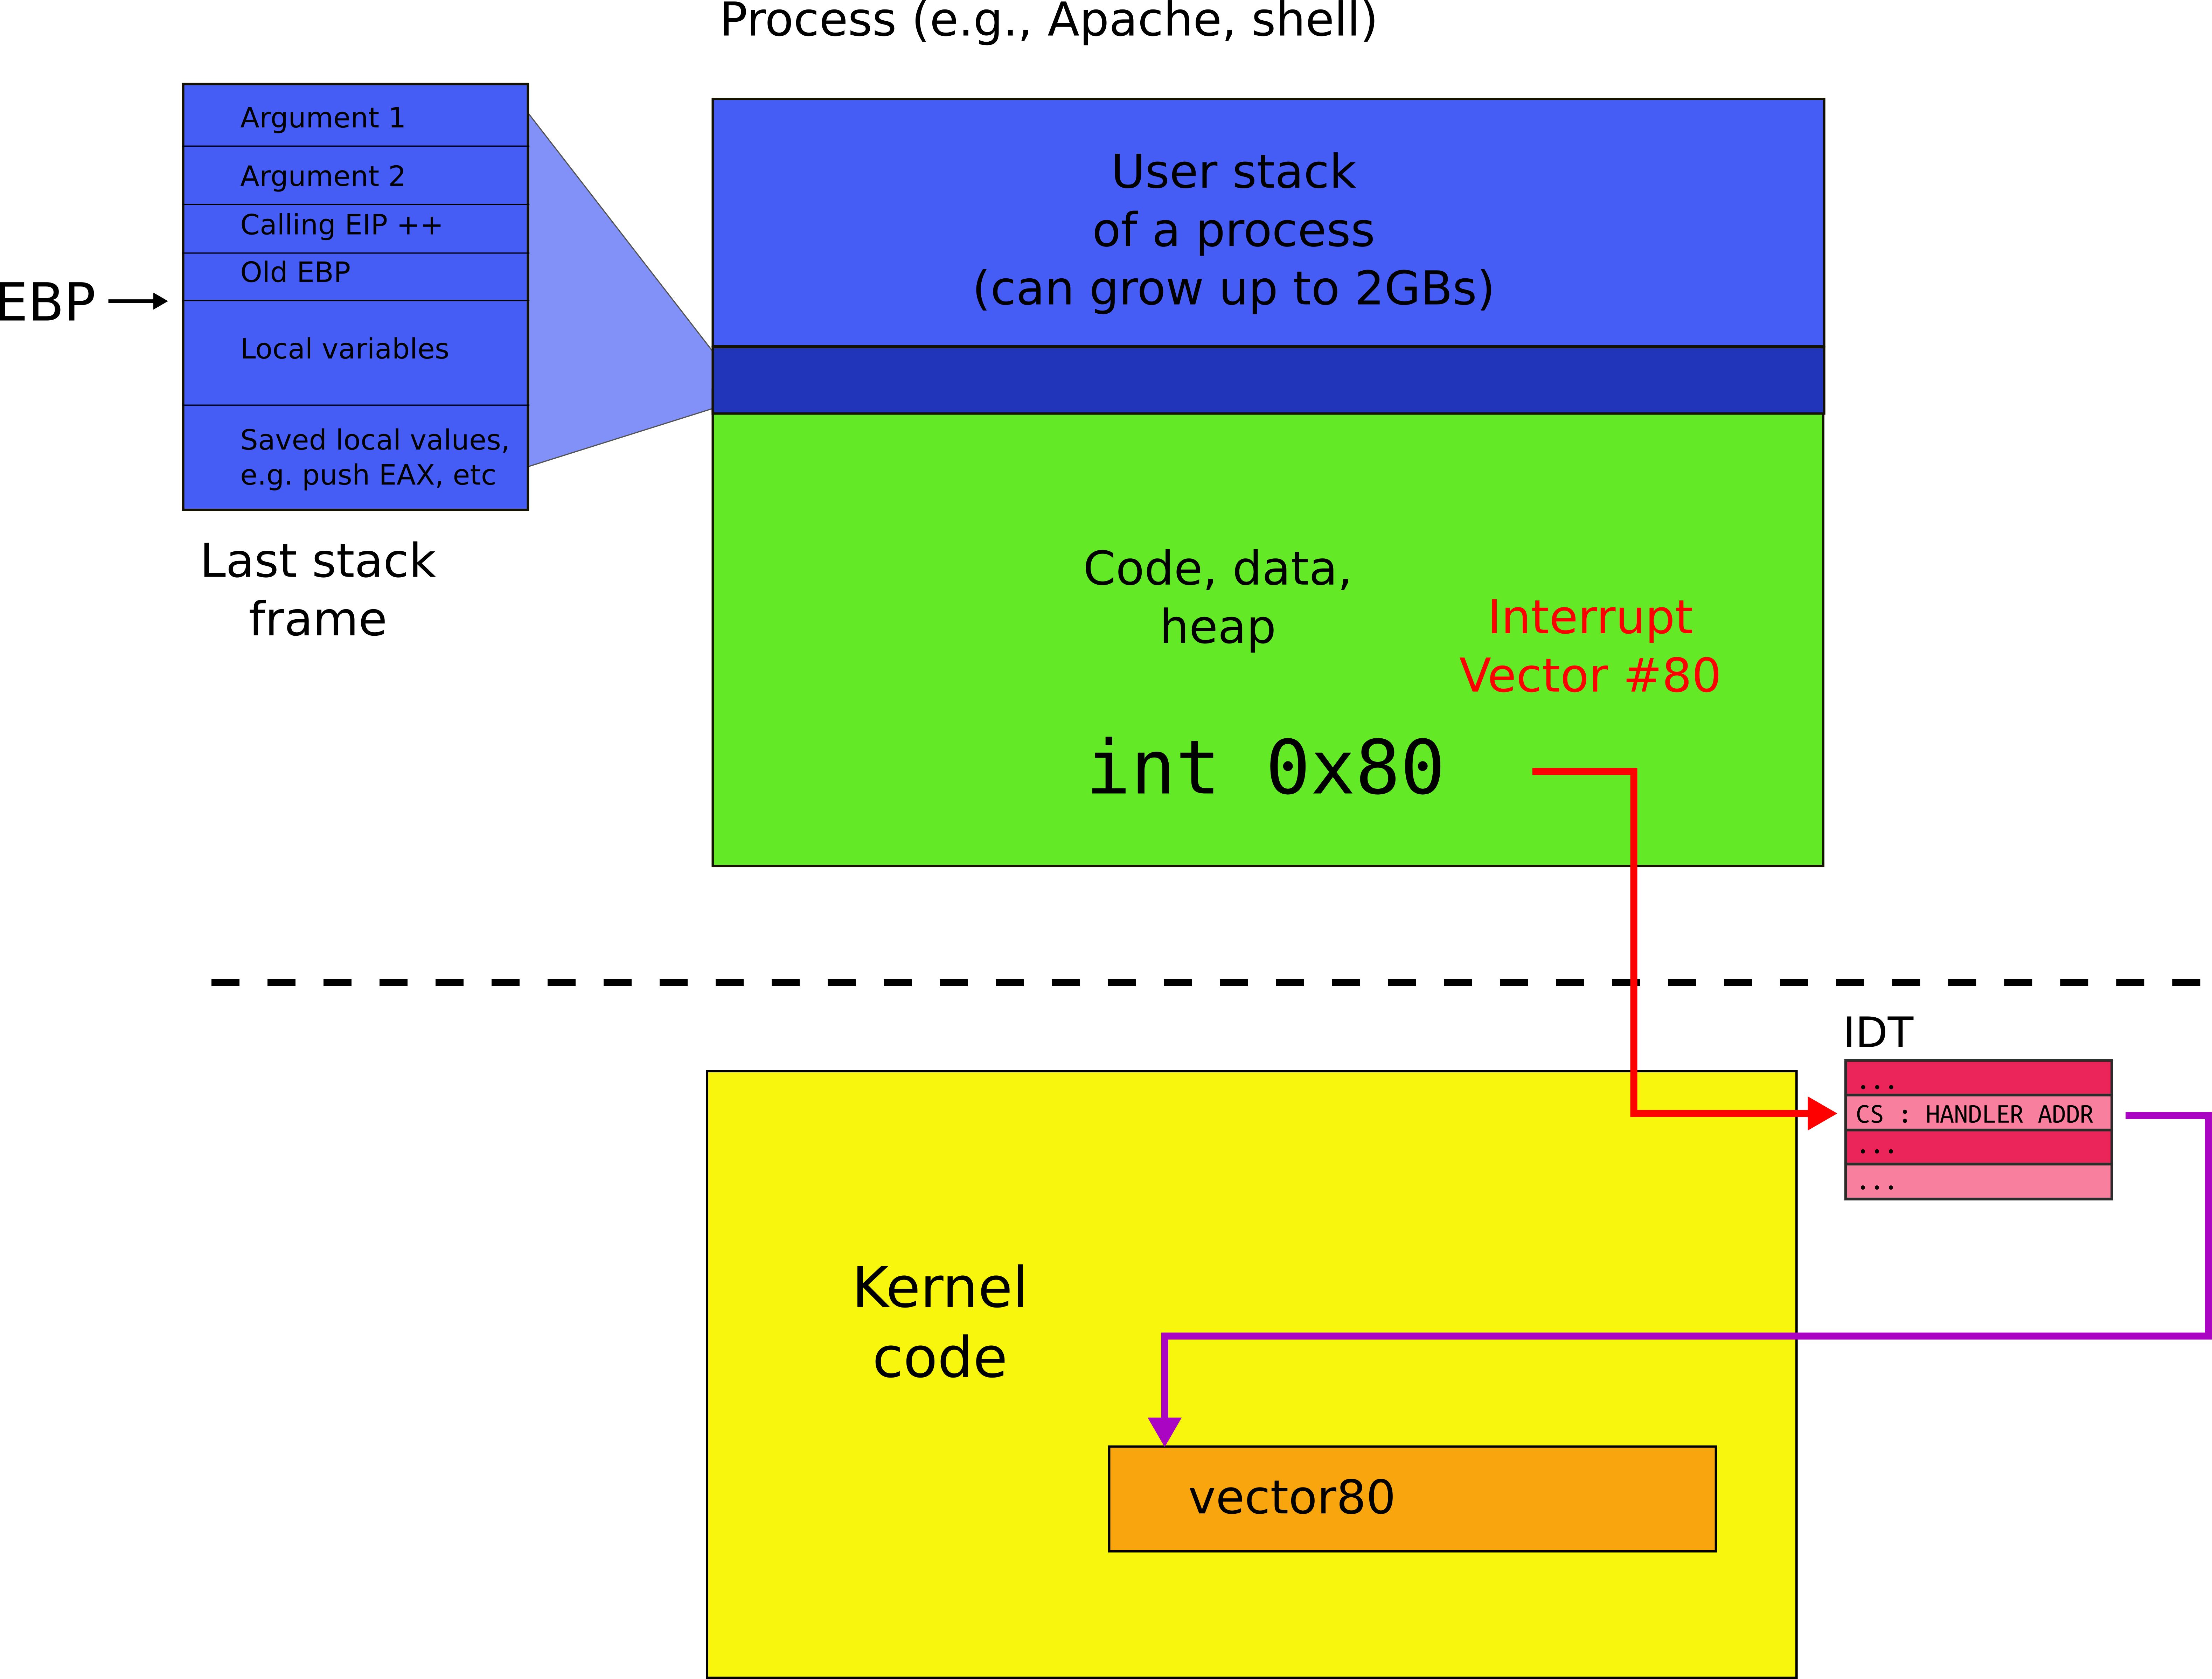 Process (e.g., Apache, shell)
Argument 1
Argument 2
Calling EIP ++
Old EBP
EBP
Local variables
Saved local values,
e.g. push EAX, etc
Last stack
frame
User stack
of a process
(can grow up to 2GBs)
Code, data,
heap
Interrupt
Vector #80
int 0x80
IDT
...
CS : HANDLER ADDR
...
...
Kernel
code
vector80